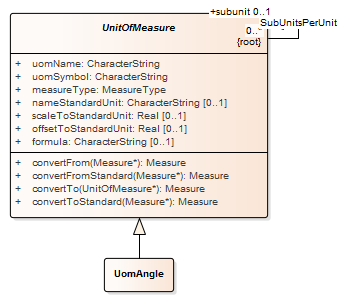 +subunit 0..1
SubUnitsPerUnit
UnitOfMeasure
0..*
{root}
+ uomName: CharacterString
+ uomSymbol: CharacterString
+ measureType: MeasureType
+ nameStandardUnit: CharacterString [0..1]
+ scaleToStandardUnit: Real [0..1]
+ offsetToStandardUnit: Real [0..1]
+ formula: CharacterString [0..1]
+ convertFrom(Measure*): Measure
+ convertFromStandard(Measure*): Measure
+ convertTo(UnitOfMeasure*): Measure
+ convertToStandard(Measure*): Measure
UomAngle